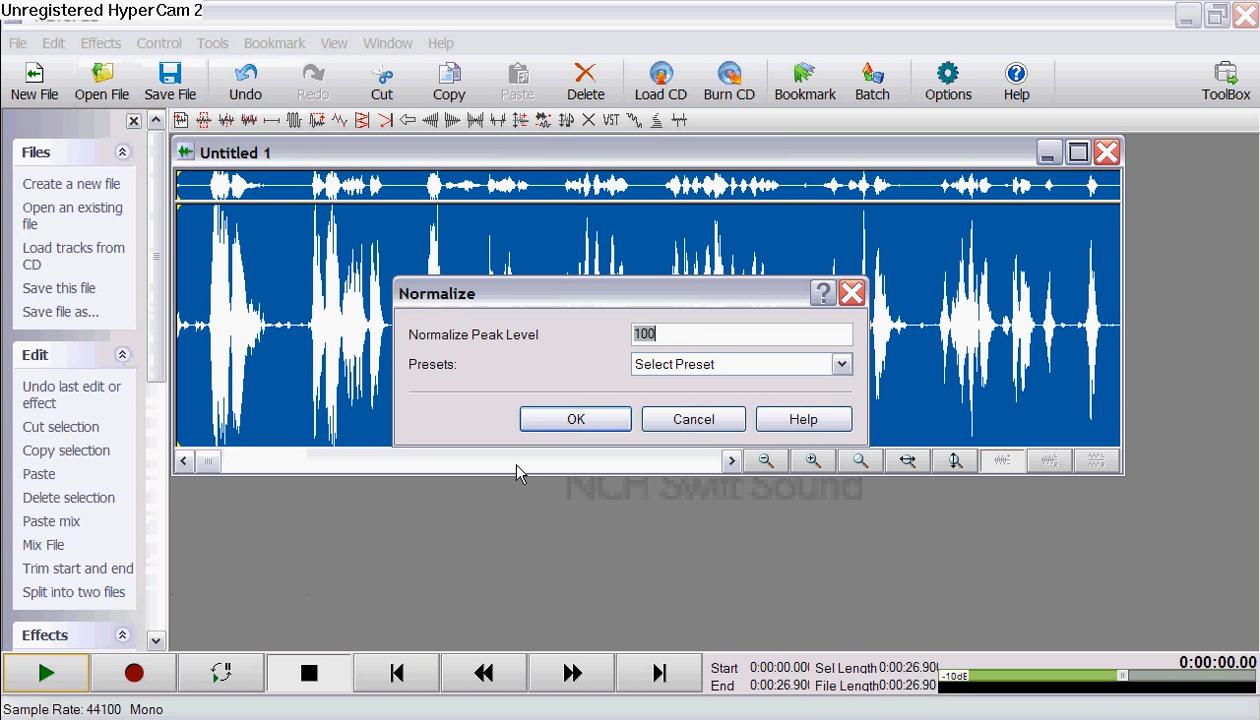 Unregistered HyperCam 2
File Edit Effects Control Tools Bookmark View Window Help
New File Open File Save File Undo Redo Cut Copy Paste Delete Load CD Burn CD Bookmark Batch Options Help ToolBox
VST
Files
Create a new file
Open an existing
file
Load tracks from
CD
Save this file
Save file as...
Edit
Undo last edit or
effect
Cut selection
Copy selection
Paste
Delete selection
Paste mix
Mix File
Trim start and end
Split into two files
Effects
Untitled 1
Normalize
Normalize Peak Level 100
Presets: Select Preset
OK Cancel Help
NCH Swift Sound
Start 0:00:00.00 Sel Length 0:00:26.90
End 0:00:26.90 File Length 0:00:26.90
0:00:00.00
-10dB
Sample Rate: 44100 Mono